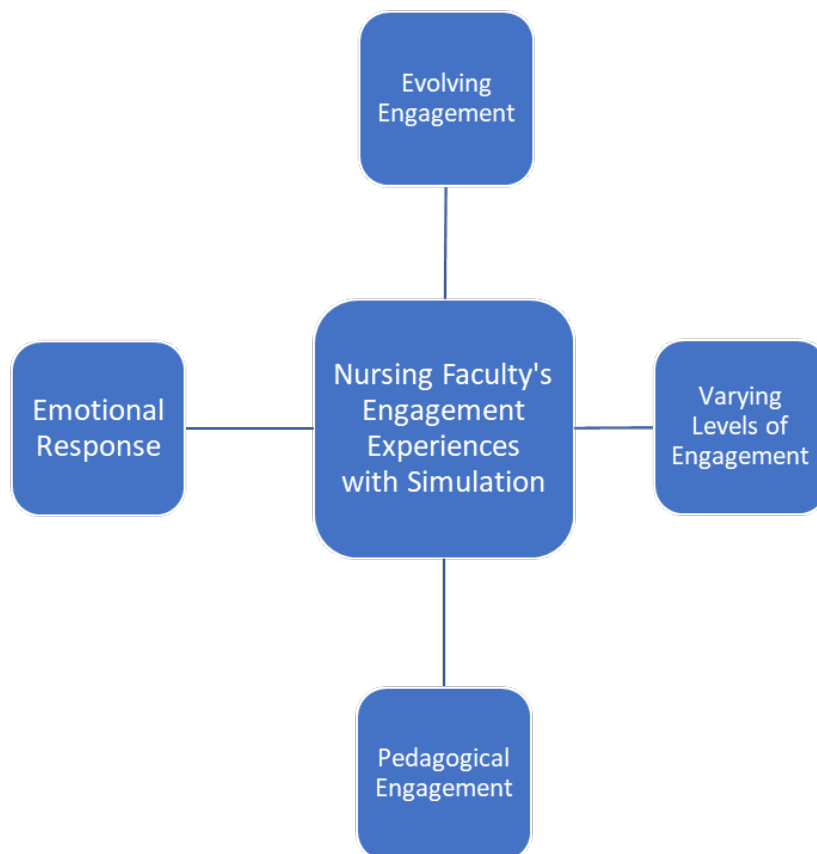 Evolving
Engagement
Emotional
Response
Nursing Faculty's
Engagement
Experiences
with Simulation
Varying
Levels of
Engagement
Pedagogical
Engagement